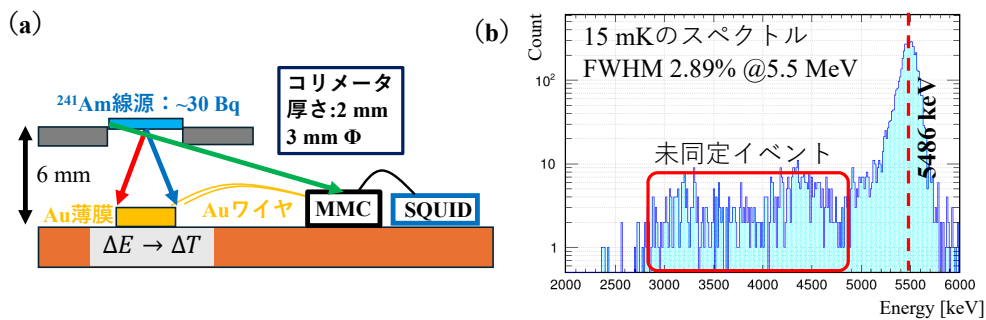 (a)
²⁴¹Am線源：~30 Bq
コリメータ
厚さ:2 mm
3 mm Φ
6 mm
Au薄膜
Auワイヤ
MMC
SQUID
ΔE → ΔT
(b)
Count
15 mKのスペクトル
FWHM 2.89% @5.5 MeV
10²
10
1
未同定イベント
5486 keV
2000 2500 3000 3500 4000 4500 5000 5500 6000
Energy [keV]